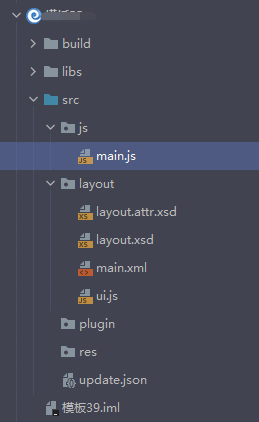 build
libs
src
js
main.js
layout
layout.attr.xsd
layout.xsd
main.xml
ui.js
plugin
res
update.json
模板39.iml